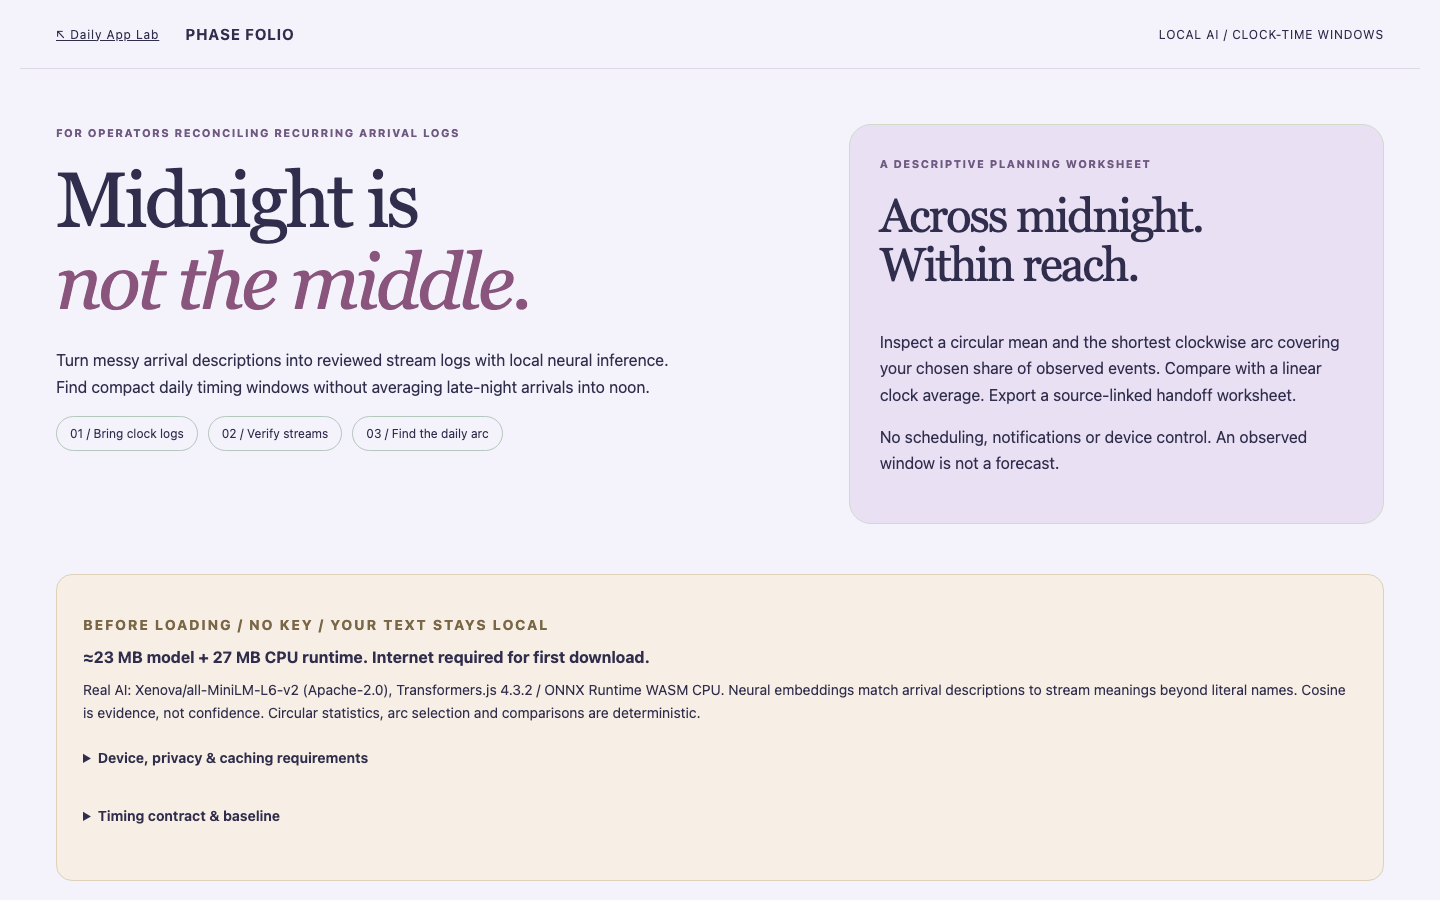 ↖ Daily App Lab
PHASE FOLIO
LOCAL AI / CLOCK-TIME WINDOWS
FOR OPERATORS RECONCILING RECURRING ARRIVAL LOGS
Midnight is
not the middle.
Turn messy arrival descriptions into reviewed stream logs with local neural inference.
Find compact daily timing windows without averaging late-night arrivals into noon.
01 / Bring clock logs
02 / Verify streams
03 / Find the daily arc
A DESCRIPTIVE PLANNING WORKSHEET
Across midnight.
Within reach.
Inspect a circular mean and the shortest clockwise arc covering
your chosen share of observed events. Compare with a linear
clock average. Export a source-linked handoff worksheet.
No scheduling, notifications or device control. An observed
window is not a forecast.
BEFORE LOADING / NO KEY / YOUR TEXT STAYS LOCAL
≈23 MB model + 27 MB CPU runtime. Internet required for first download.
Real AI: Xenova/all-MiniLM-L6-v2 (Apache-2.0), Transformers.js 4.3.2 / ONNX Runtime WASM CPU. Neural embeddings match arrival descriptions to stream meanings beyond literal names. Cosine
is evidence, not confidence. Circular statistics, arc selection and comparisons are deterministic.
▶ Device, privacy & caching requirements
▶ Timing contract & baseline